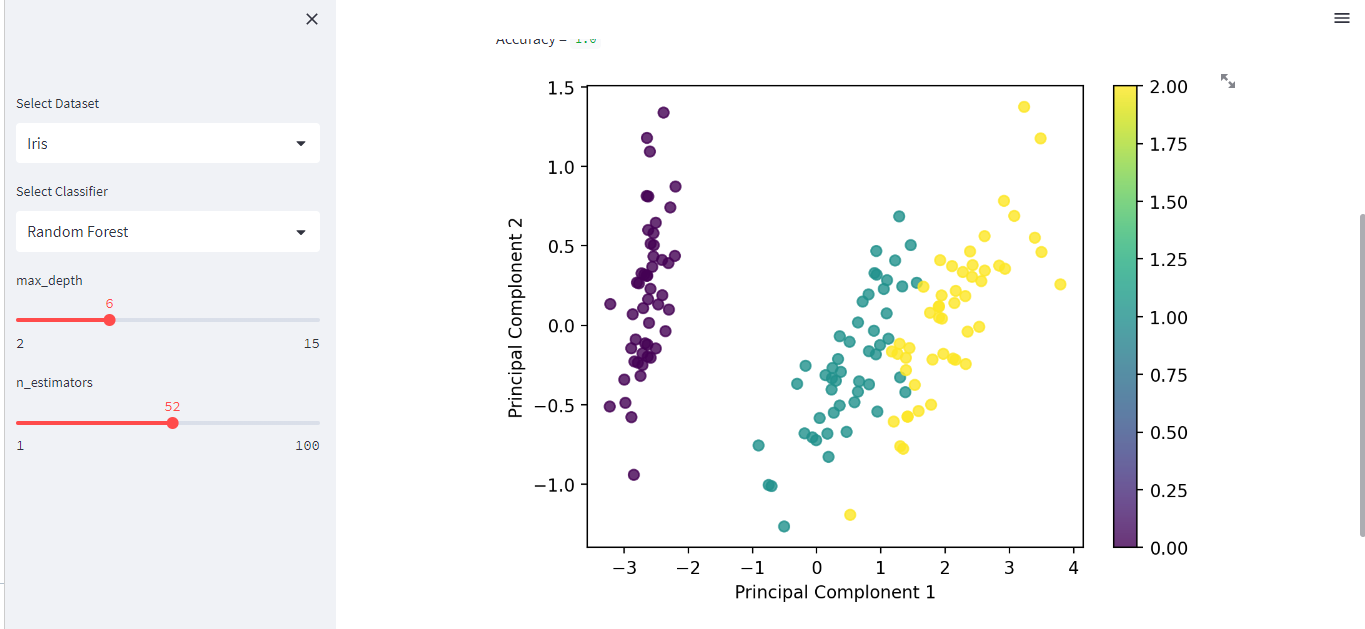 Select Dataset
Iris
Select Classifier
Random Forest
max_depth
6
2 15
n_estimators
52
1 100
Accuracy = 1.0
1.5
1.0
0.5
0.0
−0.5
−1.0
Principal Complonent 2
−3 −2 −1 0 1 2 3 4
Principal Complonent 1
2.00
1.75
1.50
1.25
1.00
0.75
0.50
0.25
0.00